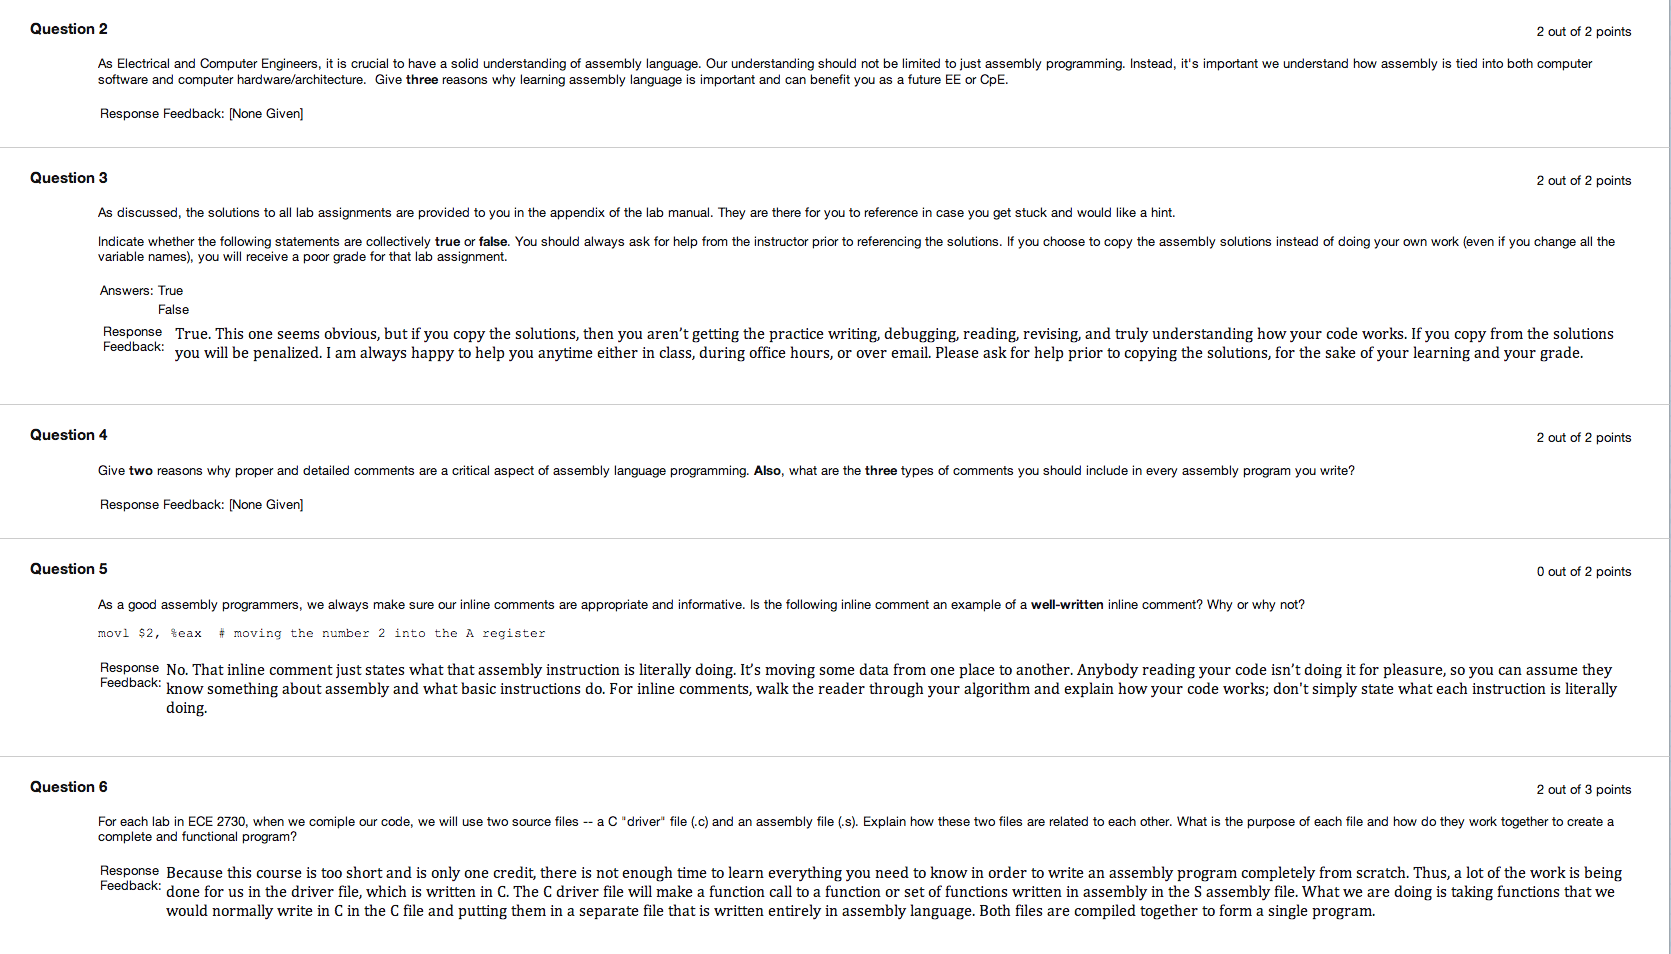 Question 2
2 out of 2 points
As Electrical and Computer Engineers, it is crucial to have a solid understanding of assembly language. Our understanding should not be limited to just assembly programming. Instead, it's important we understand how assembly is tied into both computer
software and computer hardware/architecture.  Give three reasons why learning assembly language is important and can benefit you as a future EE or CpE.
Response Feedback: [None Given]
Question 3
2 out of 2 points
As discussed, the solutions to all lab assignments are provided to you in the appendix of the lab manual. They are there for you to reference in case you get stuck and would like a hint.
Indicate whether the following statements are collectively true or false. You should always ask for help from the instructor prior to referencing the solutions. If you choose to copy the assembly solutions instead of doing your own work (even if you change all the
variable names), you will receive a poor grade for that lab assignment.
Answers: True
False
Response Feedback:
True. This one seems obvious, but if you copy the solutions, then you aren't getting the practice writing, debugging, reading, revising, and truly understanding how your code works. If you copy from the solutions
you will be penalized. I am always happy to help you anytime either in class, during office hours, or over email. Please ask for help prior to copying the solutions, for the sake of your learning and your grade.
Question 4
2 out of 2 points
Give two reasons why proper and detailed comments are a critical aspect of assembly language programming. Also, what are the three types of comments you should include in every assembly program you write?
Response Feedback: [None Given]
Question 5
0 out of 2 points
As a good assembly programmers, we always make sure our inline comments are appropriate and informative. Is the following inline comment an example of a well-written inline comment? Why or why not?
movl $2, %eax  # moving the number 2 into the A register
Response Feedback:
No. That inline comment just states what that assembly instruction is literally doing. It's moving some data from one place to another. Anybody reading your code isn't doing it for pleasure, so you can assume they
know something about assembly and what basic instructions do. For inline comments, walk the reader through your algorithm and explain how your code works; don't simply state what each instruction is literally
doing.
Question 6
2 out of 3 points
For each lab in ECE 2730, when we comiple our code, we will use two source files -- a C "driver" file (.c) and an assembly file (.s). Explain how these two files are related to each other. What is the purpose of each file and how do they work together to create a
complete and functional program?
Response Feedback:
Because this course is too short and is only one credit, there is not enough time to learn everything you need to know in order to write an assembly program completely from scratch. Thus, a lot of the work is being
done for us in the driver file, which is written in C. The C driver file will make a function call to a function or set of functions written in assembly in the S assembly file. What we are doing is taking functions that we
would normally write in C in the C file and putting them in a separate file that is written entirely in assembly language. Both files are compiled together to form a single program.